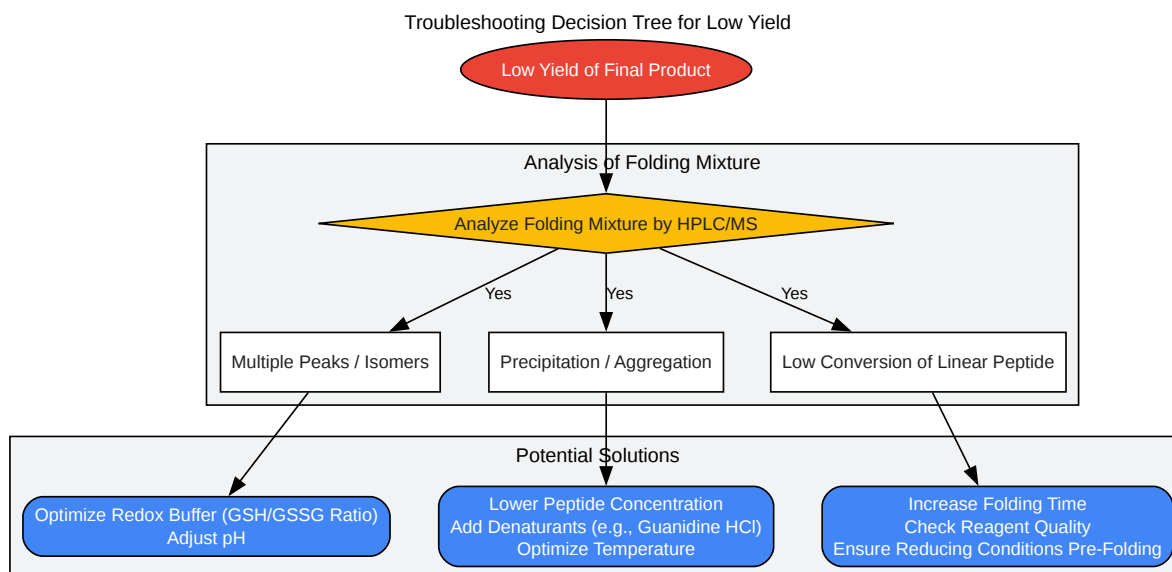 Troubleshooting Decision Tree for Low Yield
Low Yield of Final Product
Analysis of Folding Mixture
Analyze Folding Mixture by HPLC/MS
Yes
Yes
Yes
Multiple Peaks / Isomers
Precipitation / Aggregation
Low Conversion of Linear Peptide
Potential Solutions
Optimize Redox Buffer (GSH/GSSG Ratio)
Adjust pH
Lower Peptide Concentration
Add Denaturants (e.g., Guanidine HCl)
Optimize Temperature
Increase Folding Time
Check Reagent Quality
Ensure Reducing Conditions Pre-Folding